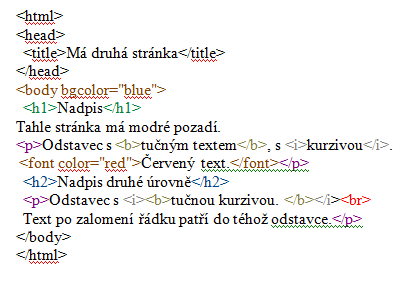 <html>
<head>
<title>Má druhá stránka</title>
</head>
<body bgcolor="blue">
<h1>Nadpis</h1>
Tahle stránka má modré pozadí.
<p>Odstavec s <b>tučným textem</b>, s <i>kurzivou</i>.
<font color="red">Červený text.</font></p>
<h2>Nadpis druhé úrovně</h2>
<p>Odstavec s <i><b>tučnou kurzivou. </b></i><br>
Text po zalomení řádku patří do téhož odstavce.</p>
</body>
</html>